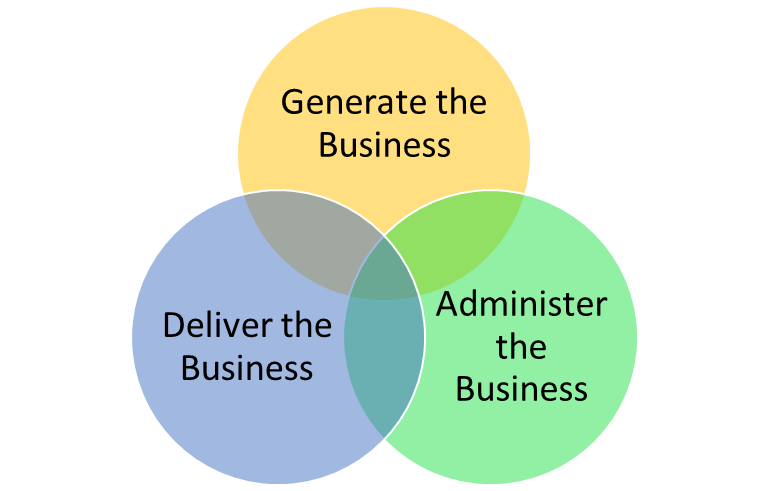 Generate the
Business
Deliver the
Business
Administer
the
Business